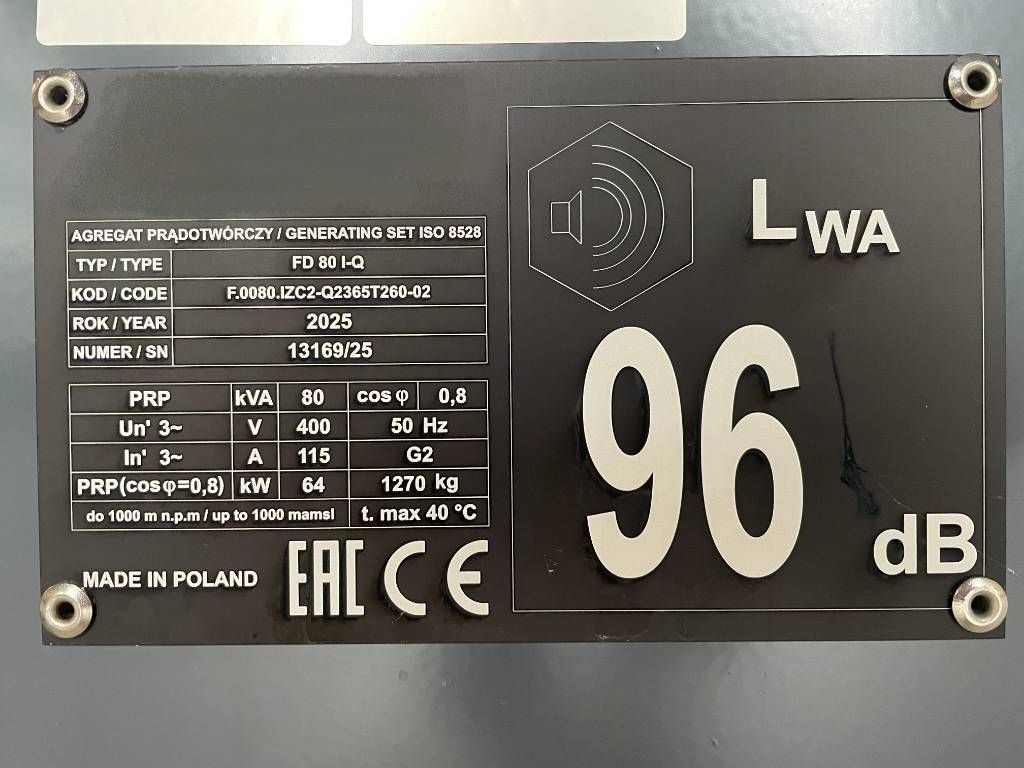 AGREGAT PRĄDOTWÓRCZY / GENERATING SET ISO 8528
TYP / TYPE FD 80 I-Q
KOD / CODE F.0080.IZC2-Q2365T260-02
ROK / YEAR 2025
NUMER / SN 13169/25
PRP kVA 80 cos φ 0,8
Un' 3~ V 400 50 Hz
In' 3~ A 115 G2
PRP(cosφ=0,8) kW 64 1270 kg
do 1000 m n.p.m / up to 1000 mamsl t. max 40 °C
MADE IN POLAND EAC CE
LWA
96 dB